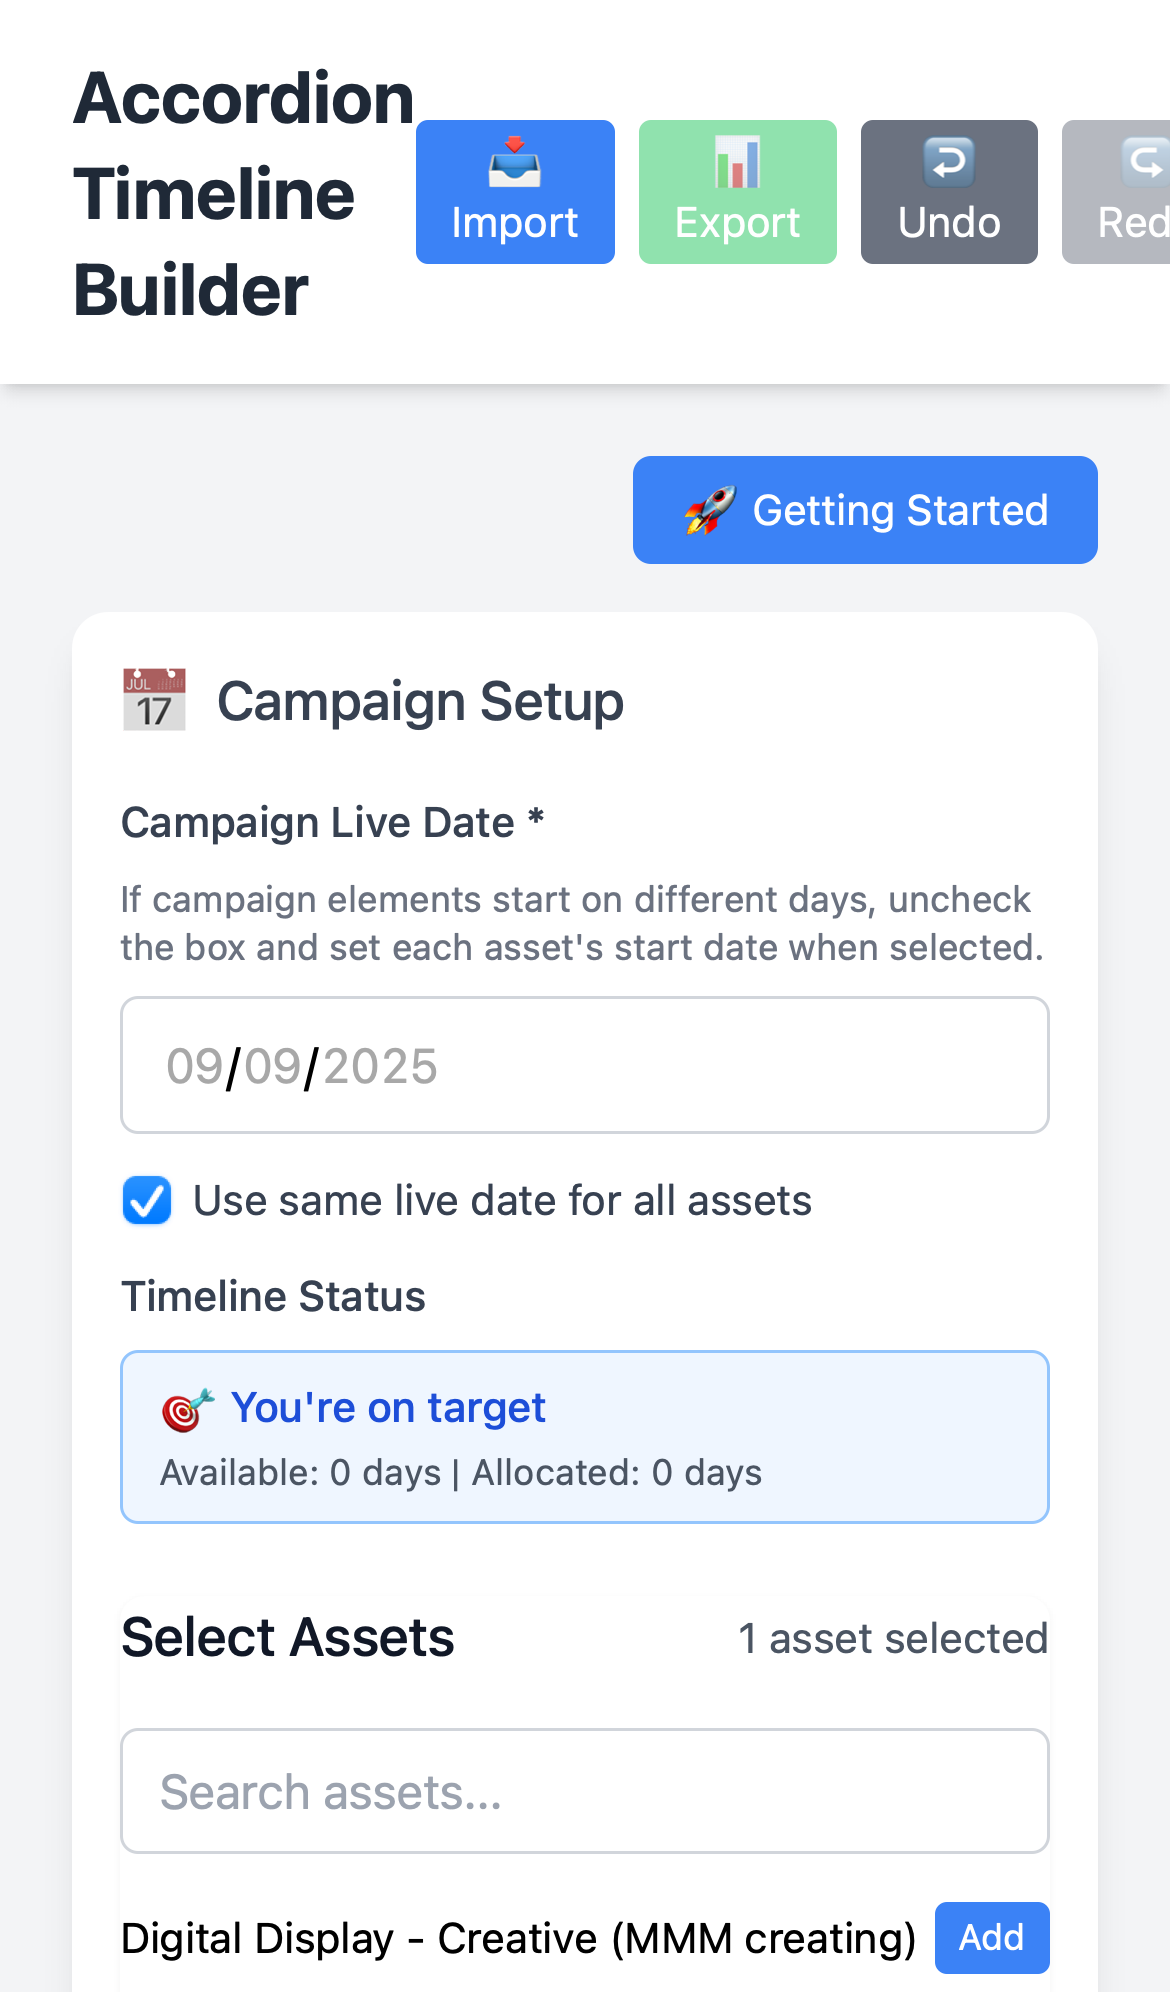 Accordion
Timeline
Builder
Import
Export
Undo
Red
Getting Started
JUL
17
Campaign Setup
Campaign Live Date *
If campaign elements start on different days, uncheck
the box and set each asset's start date when selected.
09/09/2025
Use same live date for all assets
Timeline Status
You're on target
Available: 0 days | Allocated: 0 days
Select Assets
1 asset selected
Search assets...
Digital Display - Creative (MMM creating)
Add